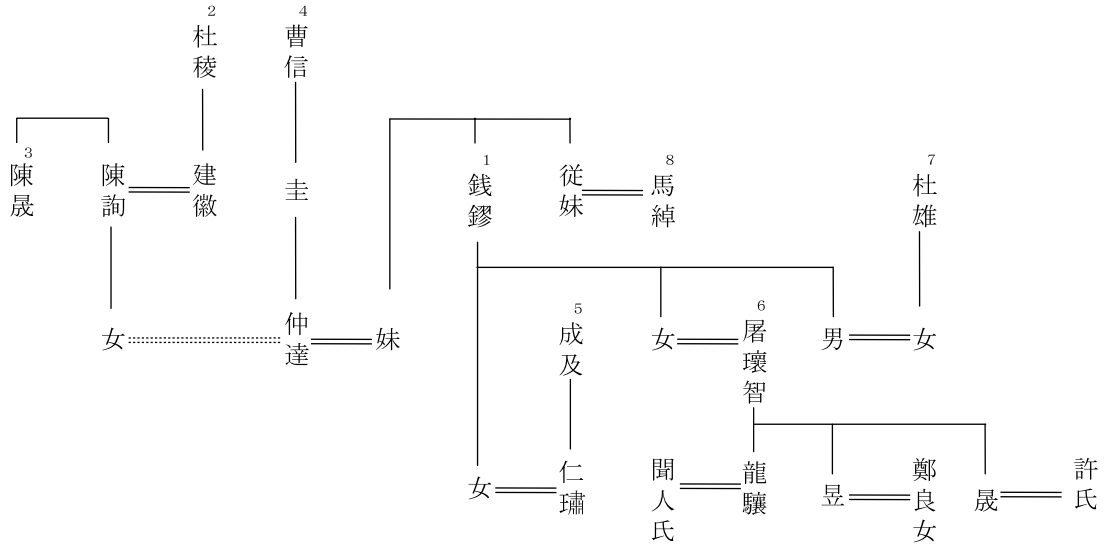 2
杜稜
4
曹信
3
陳晟
陳詢
建徽
圭
1
銭鏐
従妹
8
馬綽
7
杜雄
女
仲達
妹
5
成及
女
6
屠瓌智
男
女
女
仁璛
聞人氏
龍驤
昱
鄭良女
晟
許氏